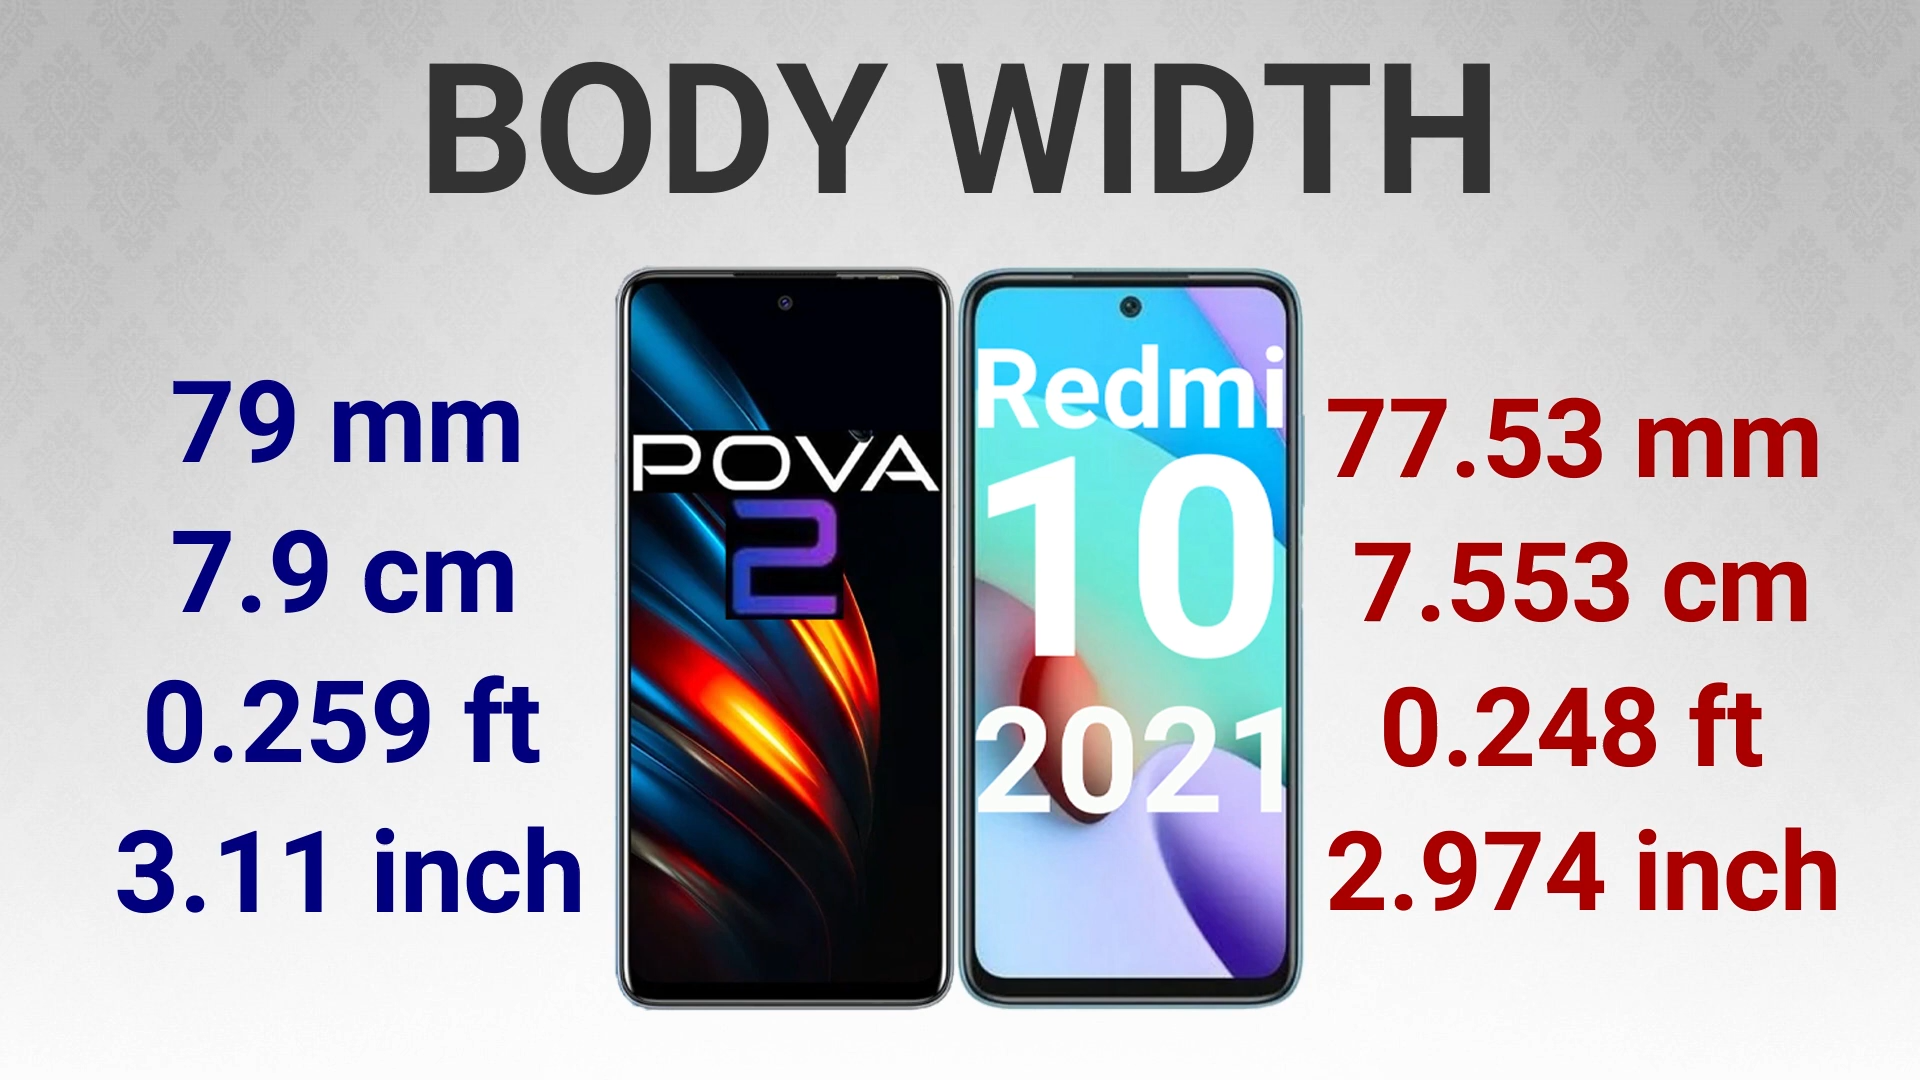 BODY WIDTH
79 mm
7.9 cm
0.259 ft
3.11 inch
POVA
2
Redmi
10
2021
77.53 mm
7.553 cm
0.248 ft
2.974 inch